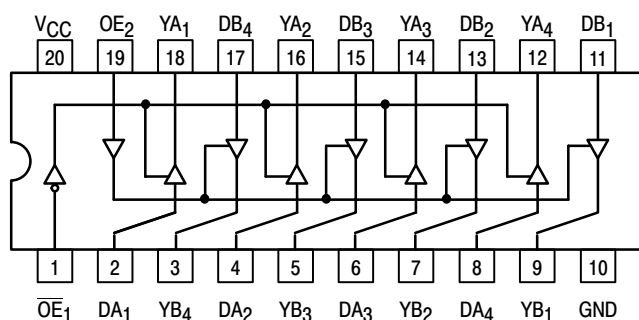 V_CC OE₂ YA₁ DB₄ YA₂ DB₃ YA₃ DB₂ YA₄ DB₁
20 19 18 17 16 15 14 13 12 11
1 2 3 4 5 6 7 8 9 10
O̅E̅₁ DA₁ YB₄ DA₂ YB₃ DA₃ YB₂ DA₄ YB₁ GND